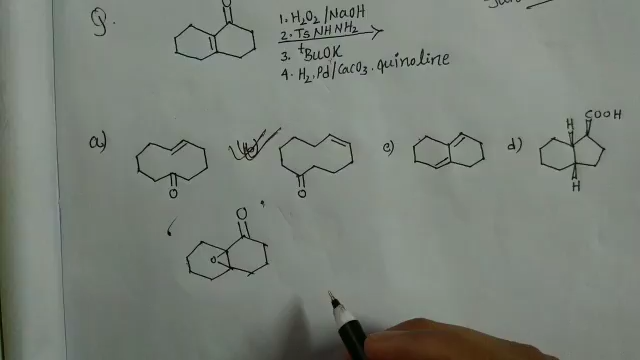 Q.
O
1. H₂O₂/NaOH
2. TsNHNH₂
3. ᵗBuOK
4. H₂.Pd/CaCO₃.quinoline
a)
O
b)
O
c)
d)
H
COOH
H
O
O